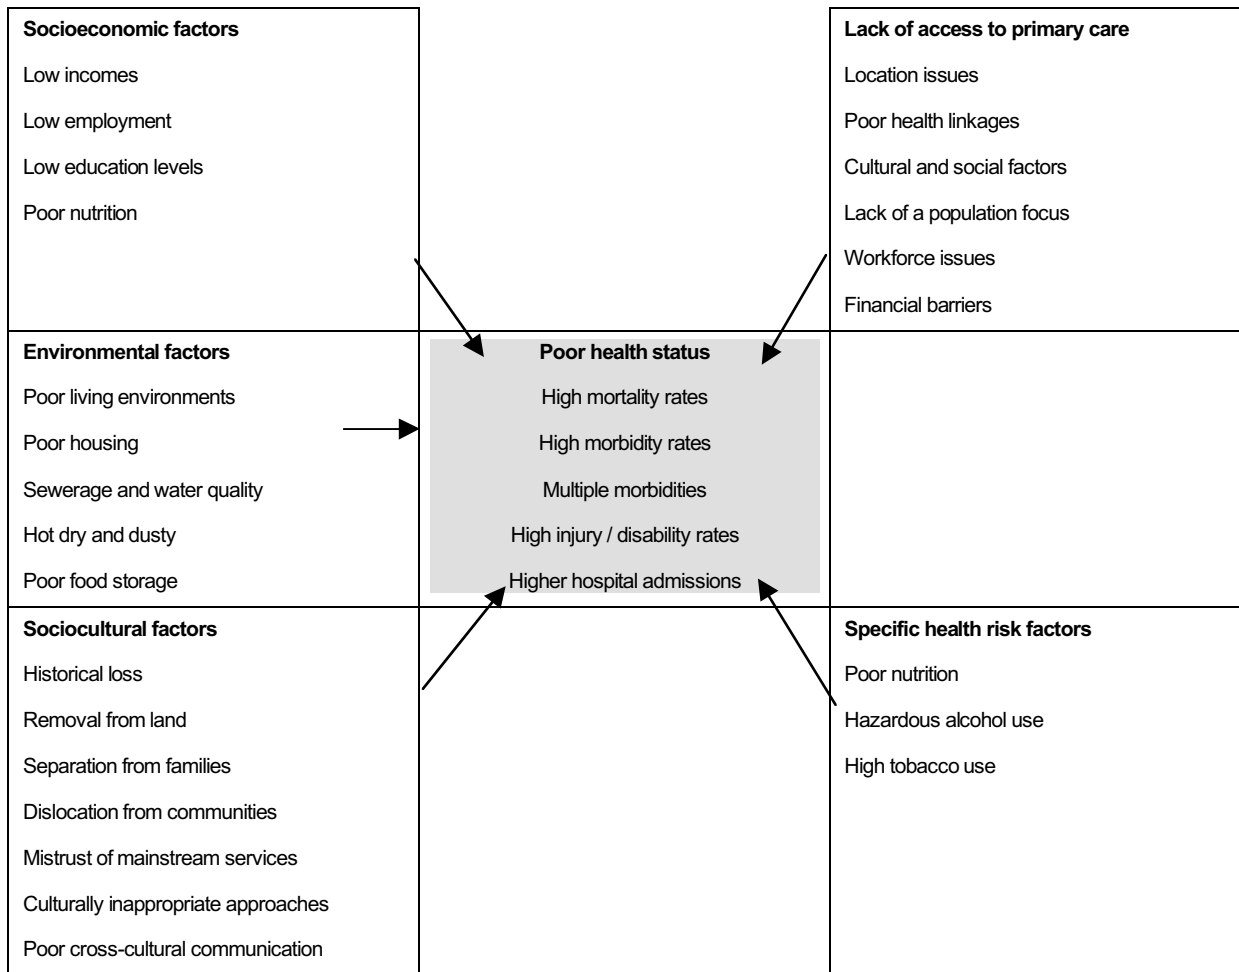 Socioeconomic factors
Low incomes
Low employment
Low education levels
Poor nutrition
Lack of access to primary care
Location issues
Poor health linkages
Cultural and social factors
Lack of a population focus
Workforce issues
Financial barriers
Environmental factors
Poor living environments
Poor housing
Sewerage and water quality
Hot dry and dusty
Poor food storage
Poor health status
High mortality rates
High morbidity rates
Multiple morbidities
High injury / disability rates
Higher hospital admissions
Sociocultural factors
Historical loss
Removal from land
Separation from families
Dislocation from communities
Mistrust of mainstream services
Culturally inappropriate approaches
Poor cross-cultural communication
Specific health risk factors
Poor nutrition
Hazardous alcohol use
High tobacco use